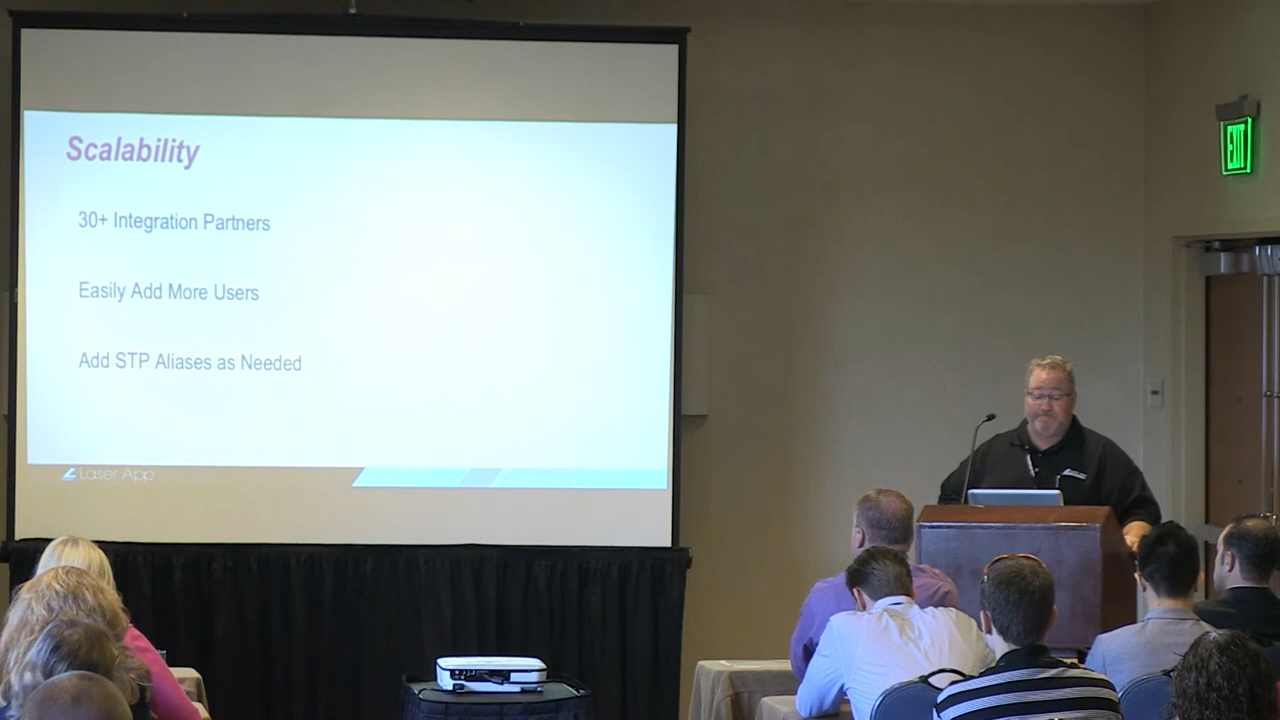 Scalability
30+ Integration Partners
Easily Add More Users
Add STP Aliases as Needed
Laser App
EXIT